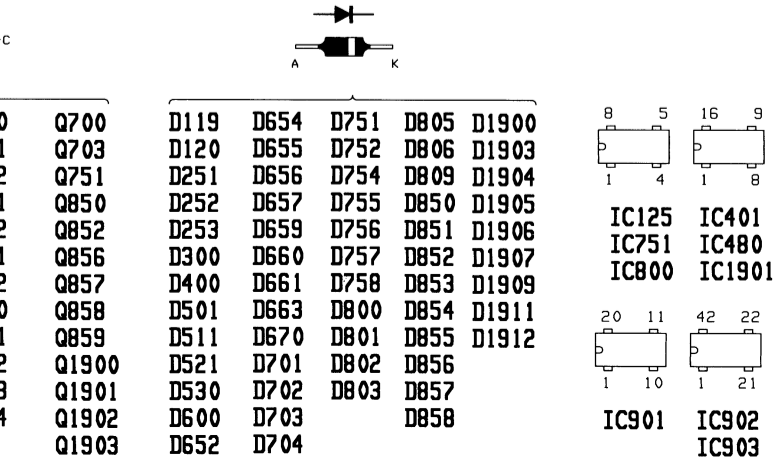 C
A K
0 Q700 D119 D654 D751 D805 D1900
1 Q703 D120 D655 D752 D806 D1903
2 Q751 D251 D656 D754 D809 D1904
1 Q850 D252 D657 D755 D850 D1905
2 Q852 D253 D659 D756 D851 D1906
1 Q856 D300 D660 D757 D852 D1907
2 Q857 D400 D661 D758 D853 D1909
0 Q858 D501 D663 D800 D854 D1911
1 Q859 D511 D670 D801 D855 D1912
2 Q1900 D521 D701 D802 D856
3 Q1901 D530 D702 D803 D857
4 Q1902 D600 D703 D858
Q1903 D652 D704
8 5 16 9
1 4 1 8
IC125 IC401
IC751 IC480
IC800 IC1901
20 11 42 22
1 10 1 21
IC901 IC902
IC903